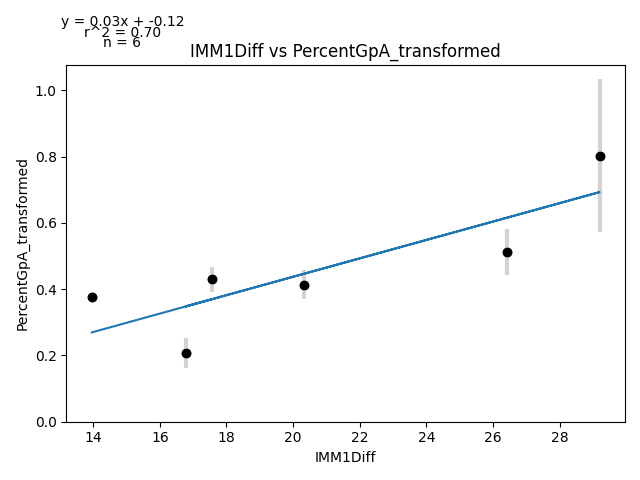 y = 0.03x + -0.12
r^2 = 0.70
n = 6
IMM1Diff vs PercentGpA_transformed
1.0
0.8
0.6
0.4
0.2
0.0
PercentGpA_transformed
14 16 18 20 22 24 26 28
IMM1Diff